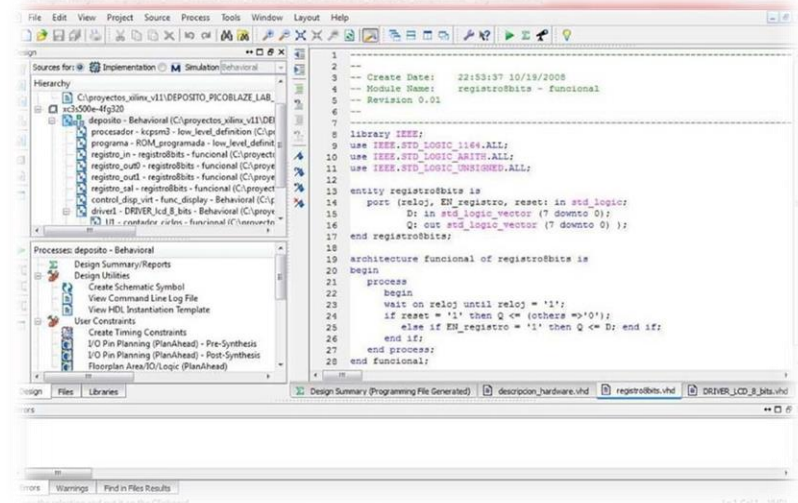 File Edit View Project Source Process Tools Window Layout Help
Sources for: Implementation Simulation Behavioral
Hierarchy
C:\proyectos_xilinx_v11\DEPOSITO_PICOBLAZE_LAB_
xc3s500e-4fg320
deposito - Behavioral (C:\proyectos_xilinx_v11\DE
procesador - kcpsm3 - low_level_definition (C:\pr
programa - ROM_programada - low_level_definit
registro_in - registro8bits - funcional (C:\proyect
registro_out0 - registro8bits - funcional (C:\proye
registro_out1 - registro8bits - funcional (C:\proye
registro_sal - registro8bits - funcional (C:\proyect
control_disp_virt - func_display - Behavioral (C:\p
driver1 - DRIVER_lcd_8_bits - Behavioral (C:\proye
U1 - contador_ciclos - funcional (C:\proyectos
Processes: deposito - Behavioral
Design Summary/Reports
Design Utilities
Create Schematic Symbol
View Command Line Log File
View HDL Instantiation Template
User Constraints
Create Timing Constraints
I/O Pin Planning (PlanAhead) - Pre-Synthesis
I/O Pin Planning (PlanAhead) - Post-Synthesis
Floorplan Area/IO/Logic (PlanAhead)
Design Files Libraries
1 --------------------------------------------------------------------------------
2 --
3 -- Create Date: 22:53:37 10/19/2008
4 -- Module Name: registro8bits - funcional
5 -- Revision 0.01
6 --
7 --------------------------------------------------------------------------------
8 library IEEE;
9 use IEEE.STD_LOGIC_1164.ALL;
10 use IEEE.STD_LOGIC_ARITH.ALL;
11 use IEEE.STD_LOGIC_UNSIGNED.ALL;
12
13 entity registro8bits is
14 port (reloj, EN_registro, reset: in std_logic;
15 D: in std_logic_vector (7 downto 0);
16 Q: out std_logic_vector (7 downto 0) );
17 end registro8bits;
18
19 architecture funcional of registro8bits is
20 begin
21 process
22 begin
23 wait on reloj until reloj = '1';
24 if reset = '1' then Q <= (others =>'0');
25 else if EN_registro = '1' then Q <= D; end if;
26 end if;
27 end process;
28 end funcional;
Design Summary (Programming File Generated) descripcion_hardware.vhd registro8bits.vhd DRIVER_LCD_8_bits.vhd
Errors Warnings Find in Files Results